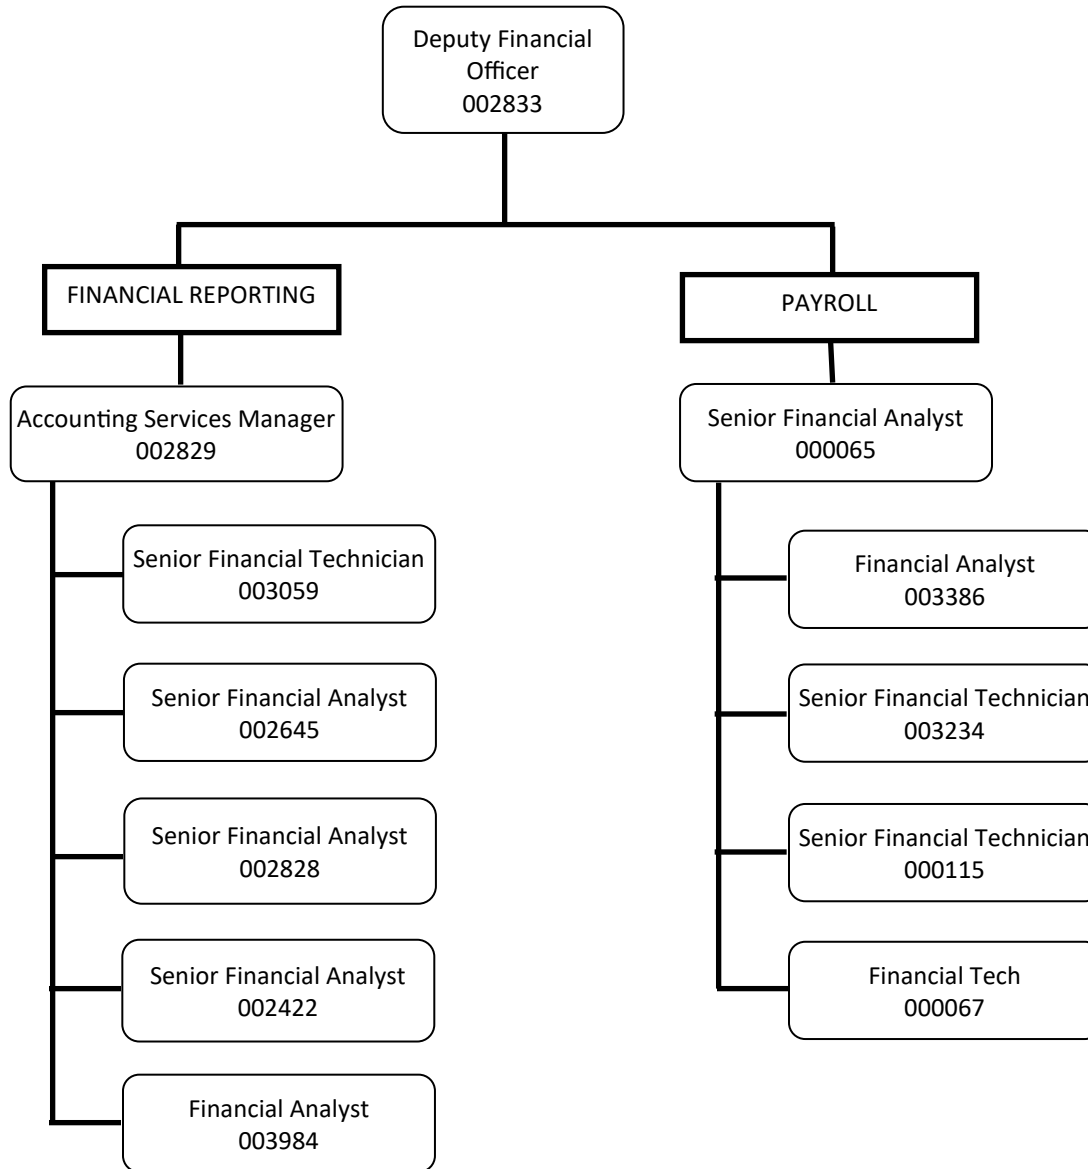 Deputy Financial
Officer
002833
FINANCIAL REPORTING
Accounting Services Manager
002829
Senior Financial Technician
003059
Senior Financial Analyst
002645
Senior Financial Analyst
002828
Senior Financial Analyst
002422
Financial Analyst
003984
PAYROLL
Senior Financial Analyst
000065
Financial Analyst
003386
Senior Financial Technician
003234
Senior Financial Technician
000115
Financial Tech
000067